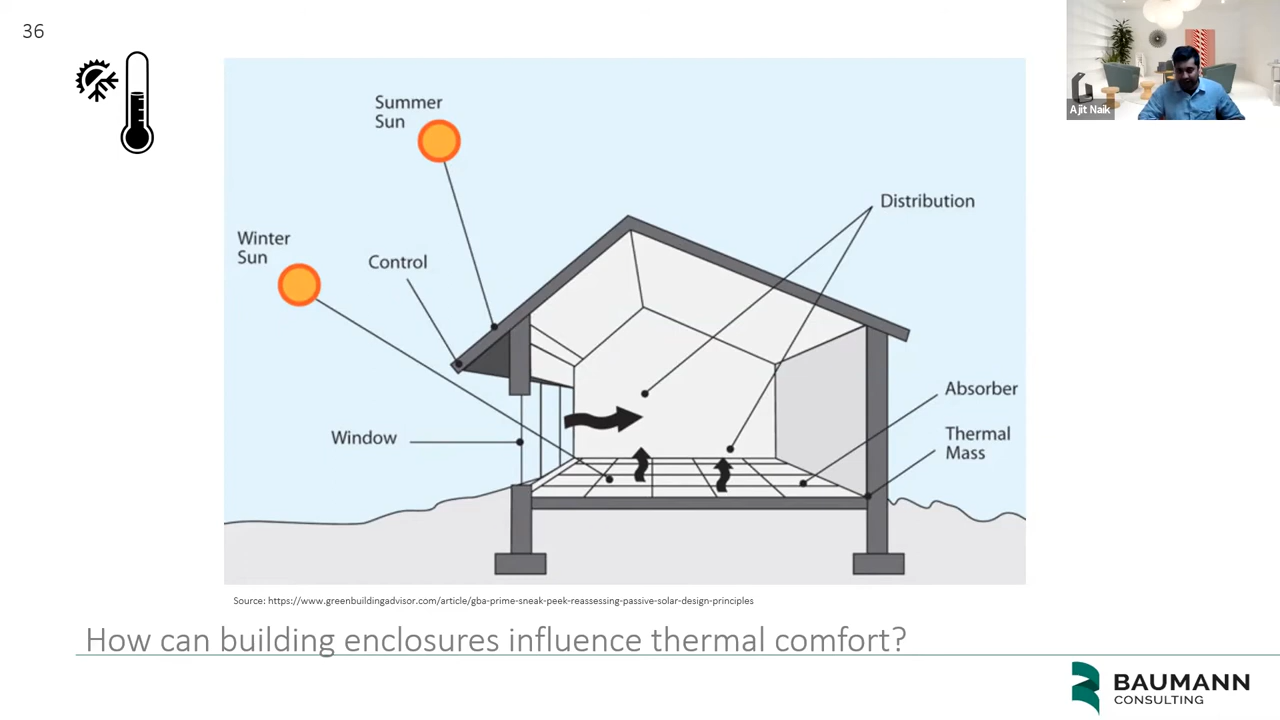 36
Ajit Naik
Summer
Sun
Distribution
Winter
Sun
Control
Absorber
Window
Thermal
Mass
Source: https://www.greenbuildingadvisor.com/article/gba-prime-sneak-peek-reassessing-passive-solar-design-principles
How can building enclosures influence thermal comfort?
BAUMANN
CONSULTING